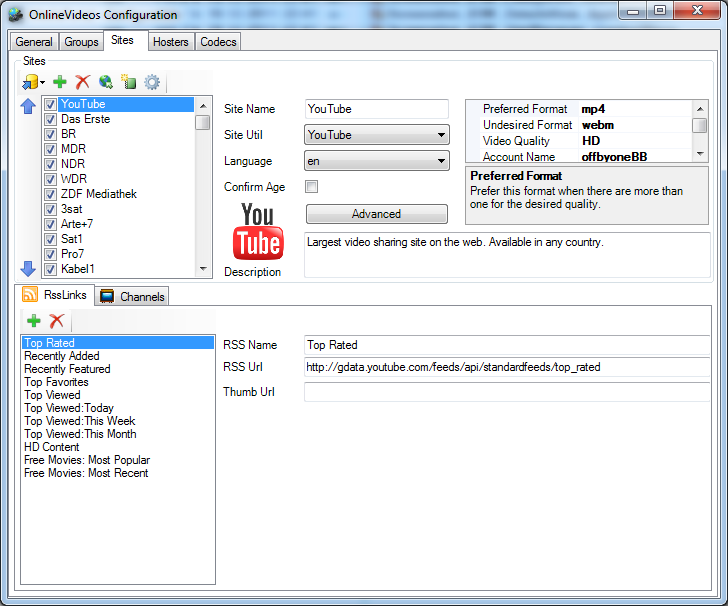 OnlineVideos Configuration
General Groups Sites Hosters Codecs
Sites
YouTube
Das Erste
BR
MDR
NDR
WDR
ZDF Mediathek
3sat
Arte+7
Sat1
Pro7
Kabel1
Site Name YouTube
Site Util YouTube
Language en
Confirm Age
Advanced
You
Tube
Description
Largest video sharing site on the web. Available in any country.
Preferred Format mp4
Undesired Format webm
Video Quality HD
Account Name offbyoneBB
Preferred Format
Prefer this format when there are more than
one for the desired quality.
RssLinks Channels
Top Rated
Recently Added
Recently Featured
Top Favorites
Top Viewed
Top Viewed:Today
Top Viewed:This Week
Top Viewed:This Month
HD Content
Free Movies: Most Popular
Free Movies: Most Recent
RSS Name Top Rated
RSS Url http://gdata.youtube.com/feeds/api/standardfeeds/top_rated
Thumb Url